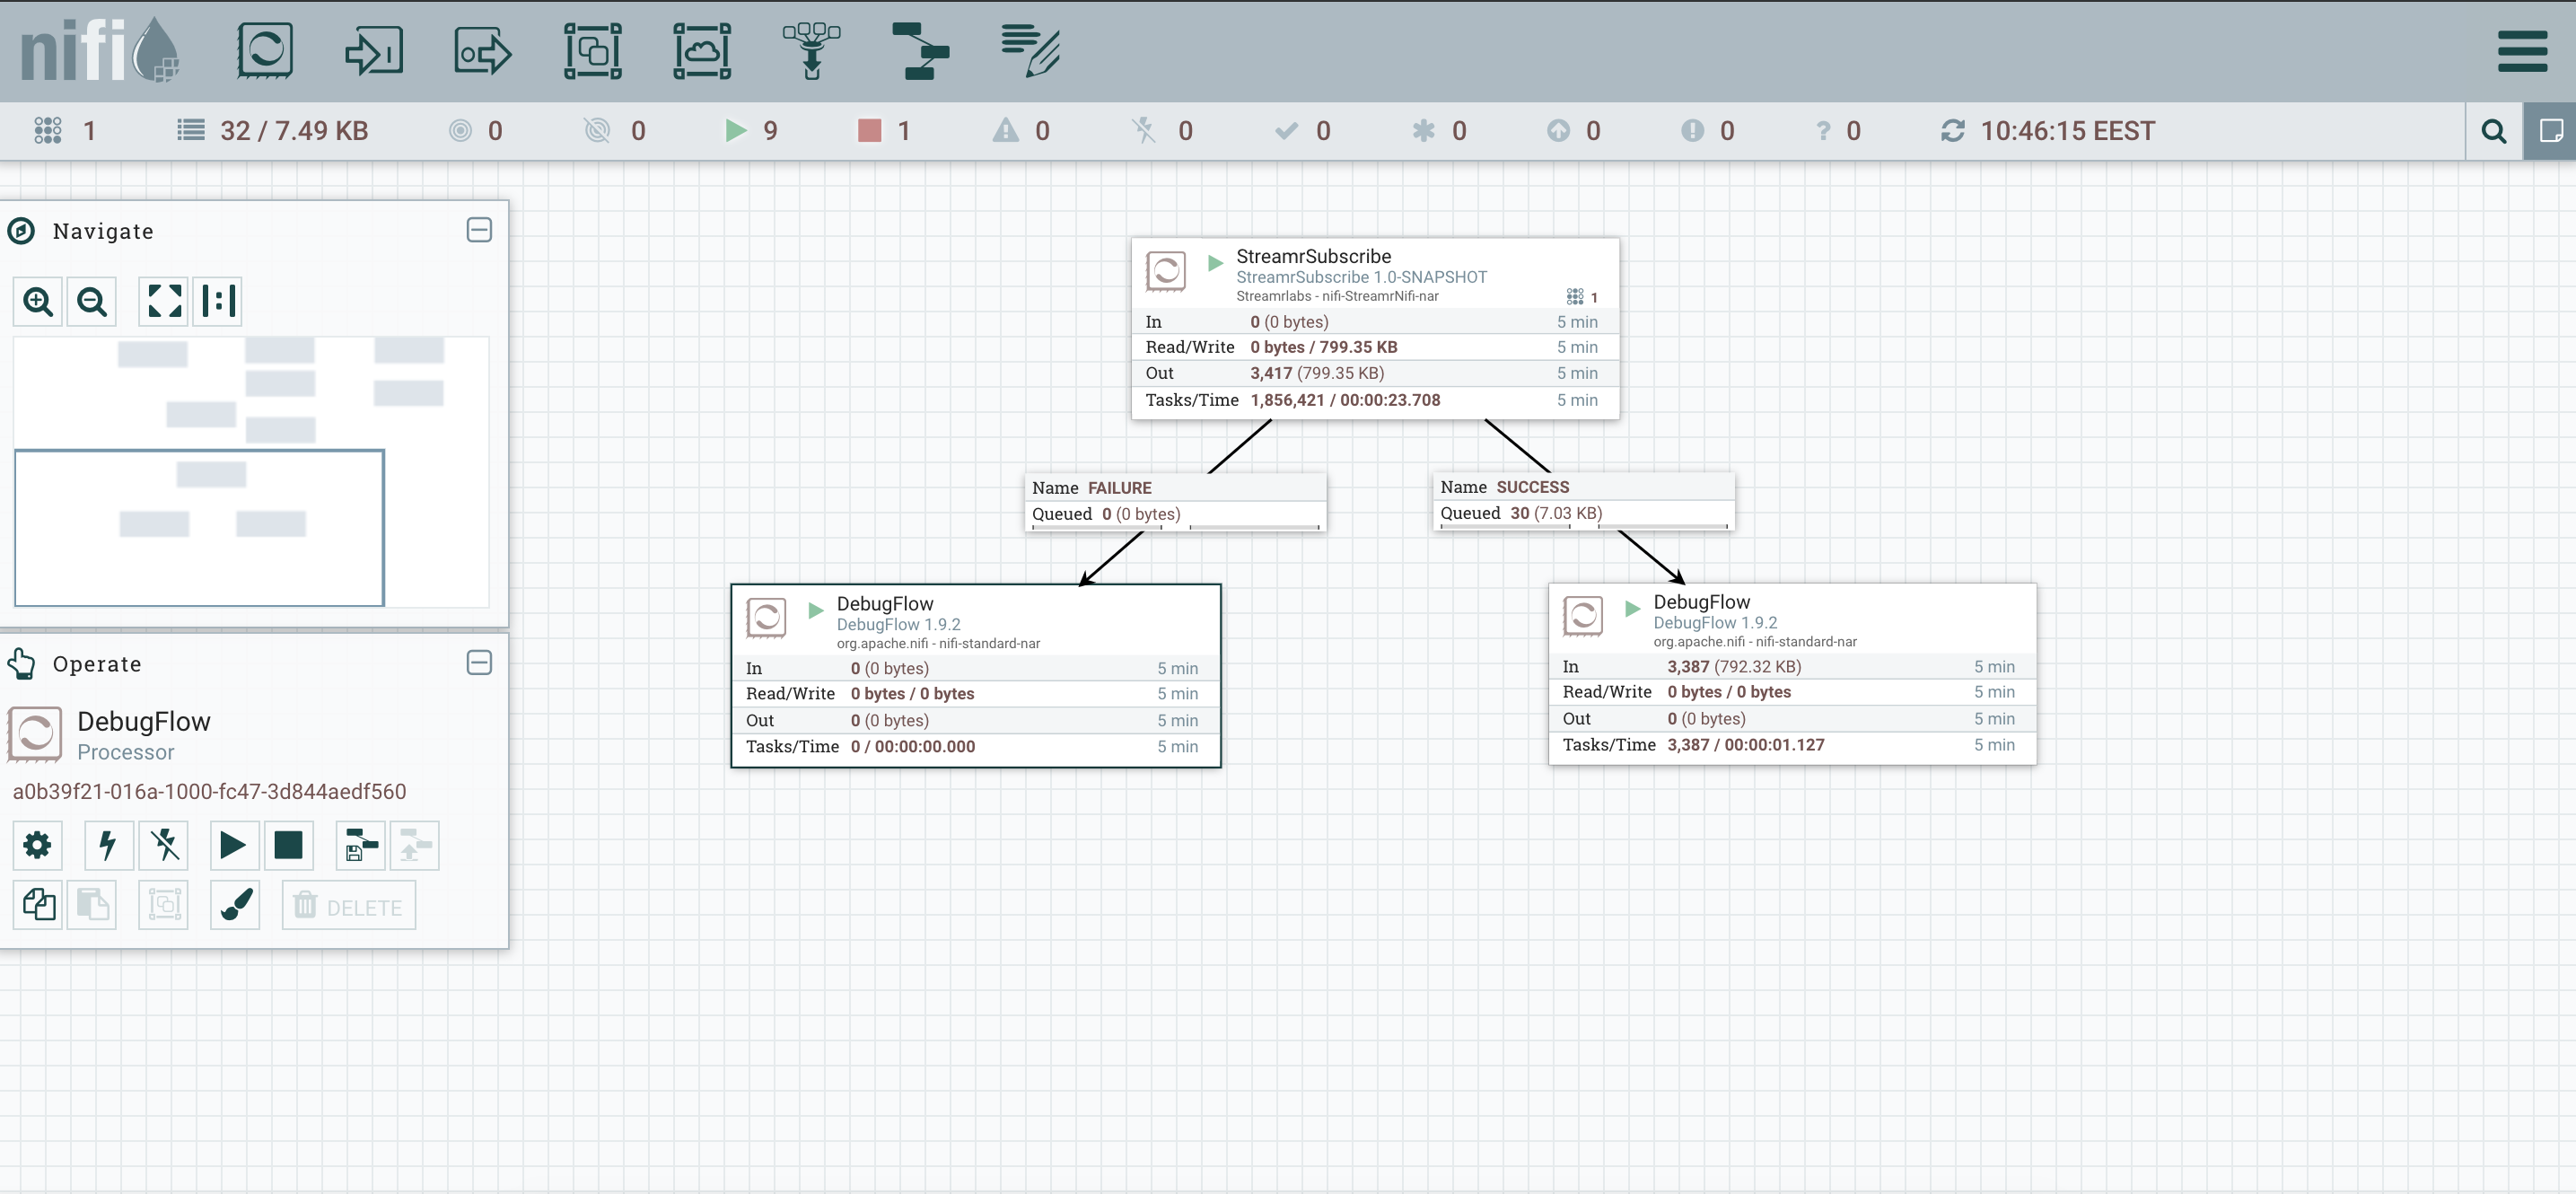 nifi
1
32 / 7.49 KB
0
0
9
1
0
0
0
0
0
0
? 0
10:46:15 EEST
Navigate
Operate
DebugFlow
Processor
a0b39f21-016a-1000-fc47-3d844aedf560
DELETE
StreamrSubscribe
StreamrSubscribe 1.0-SNAPSHOT
Streamrlabs - nifi-StreamrNifi-nar
1
In 0 (0 bytes) 5 min
Read/Write 0 bytes / 799.35 KB 5 min
Out 3,417 (799.35 KB) 5 min
Tasks/Time 1,856,421 / 00:00:23.708 5 min
Name FAILURE
Queued 0 (0 bytes)
Name SUCCESS
Queued 30 (7.03 KB)
DebugFlow
DebugFlow 1.9.2
org.apache.nifi - nifi-standard-nar
In 0 (0 bytes) 5 min
Read/Write 0 bytes / 0 bytes 5 min
Out 0 (0 bytes) 5 min
Tasks/Time 0 / 00:00:00.000 5 min
DebugFlow
DebugFlow 1.9.2
org.apache.nifi - nifi-standard-nar
In 3,387 (792.32 KB) 5 min
Read/Write 0 bytes / 0 bytes 5 min
Out 0 (0 bytes) 5 min
Tasks/Time 3,387 / 00:00:01.127 5 min